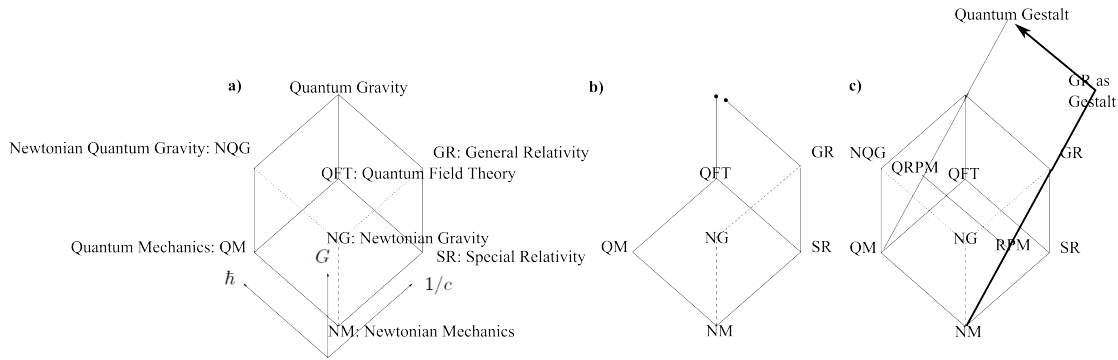 a)
Quantum Gravity
Newtonian Quantum Gravity: NQG
GR: General Relativity
QFT: Quantum Field Theory
Quantum Mechanics: QM
NG: Newtonian Gravity
G
SR: Special Relativity
ħ
1/c
NM: Newtonian Mechanics
b)
GR
QFT
QM
NG
SR
NM
c)
Quantum Gestalt
GR as
Gestalt
NQG
GR
QRPM
QFT
QM
NG
RPM
SR
NM